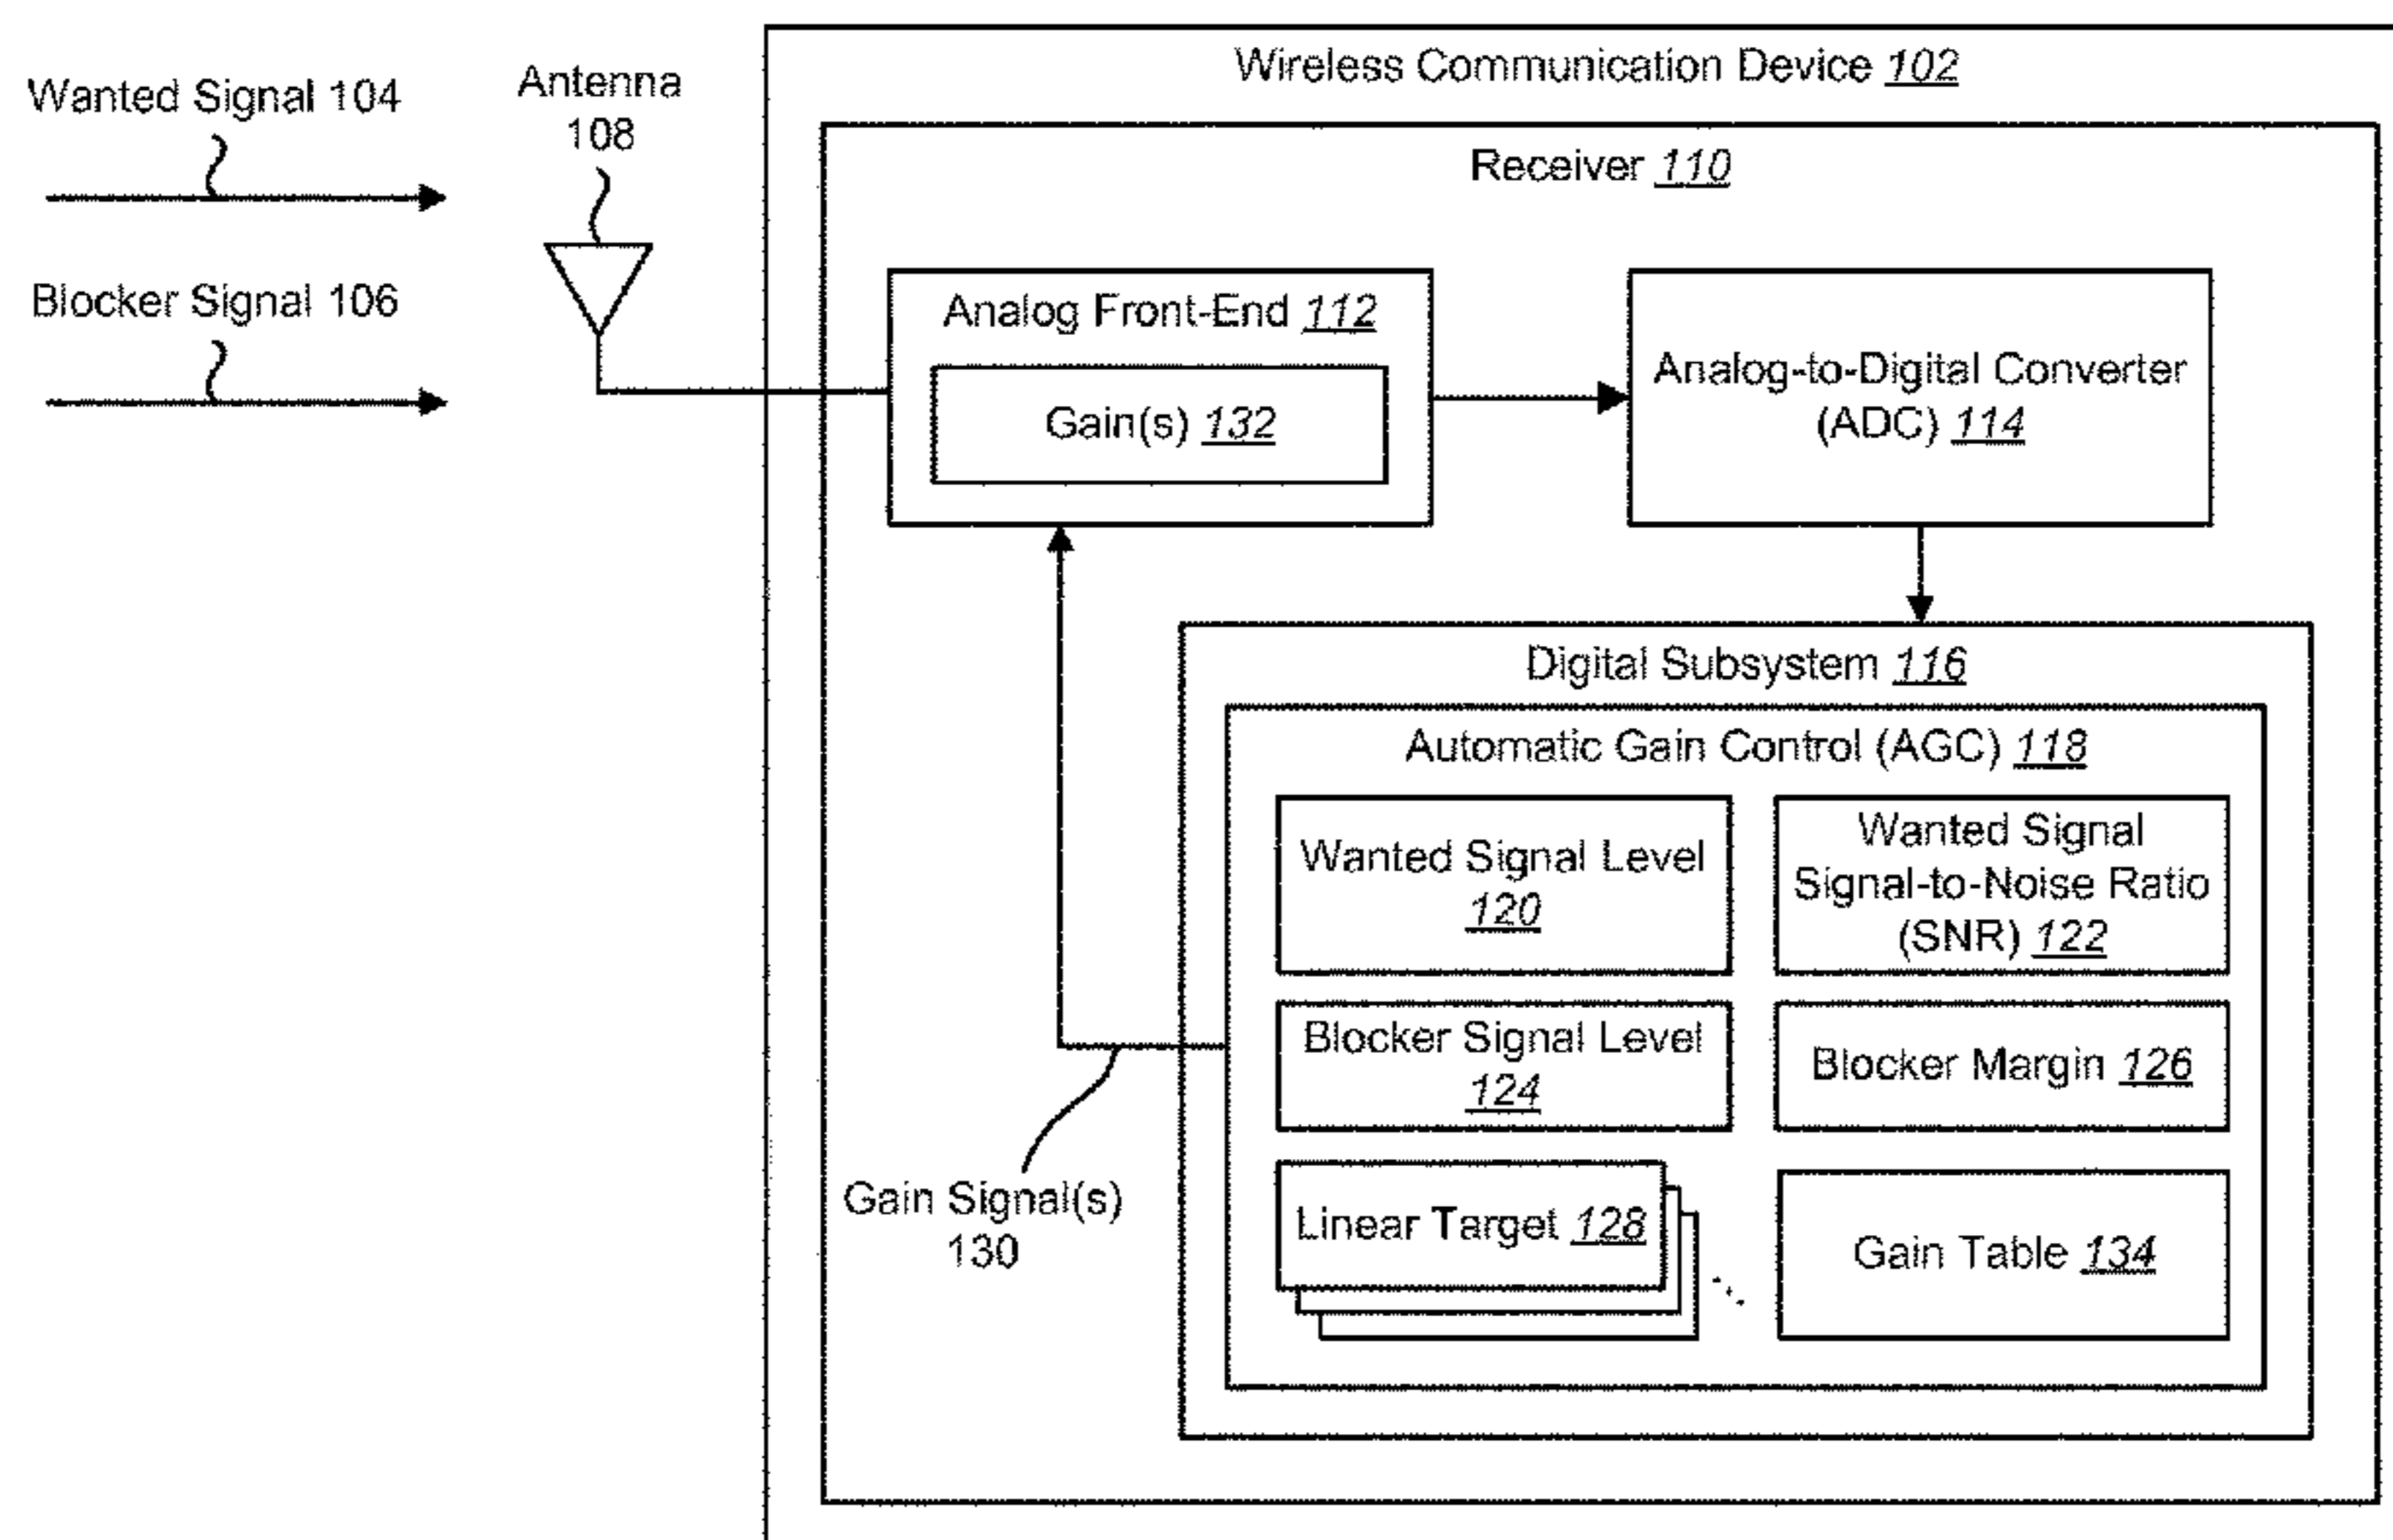 Wireless Communication Device 102
Wanted Signal 104
Antenna
108
Receiver 110
Blocker Signal 106
Analog Front-End 112
Gain(s) 132
Analog-to-Digital Converter
(ADC) 114
Digital Subsystem 116
Automatic Gain Control (AGC) 118
Wanted Signal Level
120
Wanted Signal
Signal-to-Noise Ratio
(SNR) 122
Blocker Signal Level
124
Blocker Margin 126
Gain Signal(s)
130
Linear Target 128
Gain Table 134